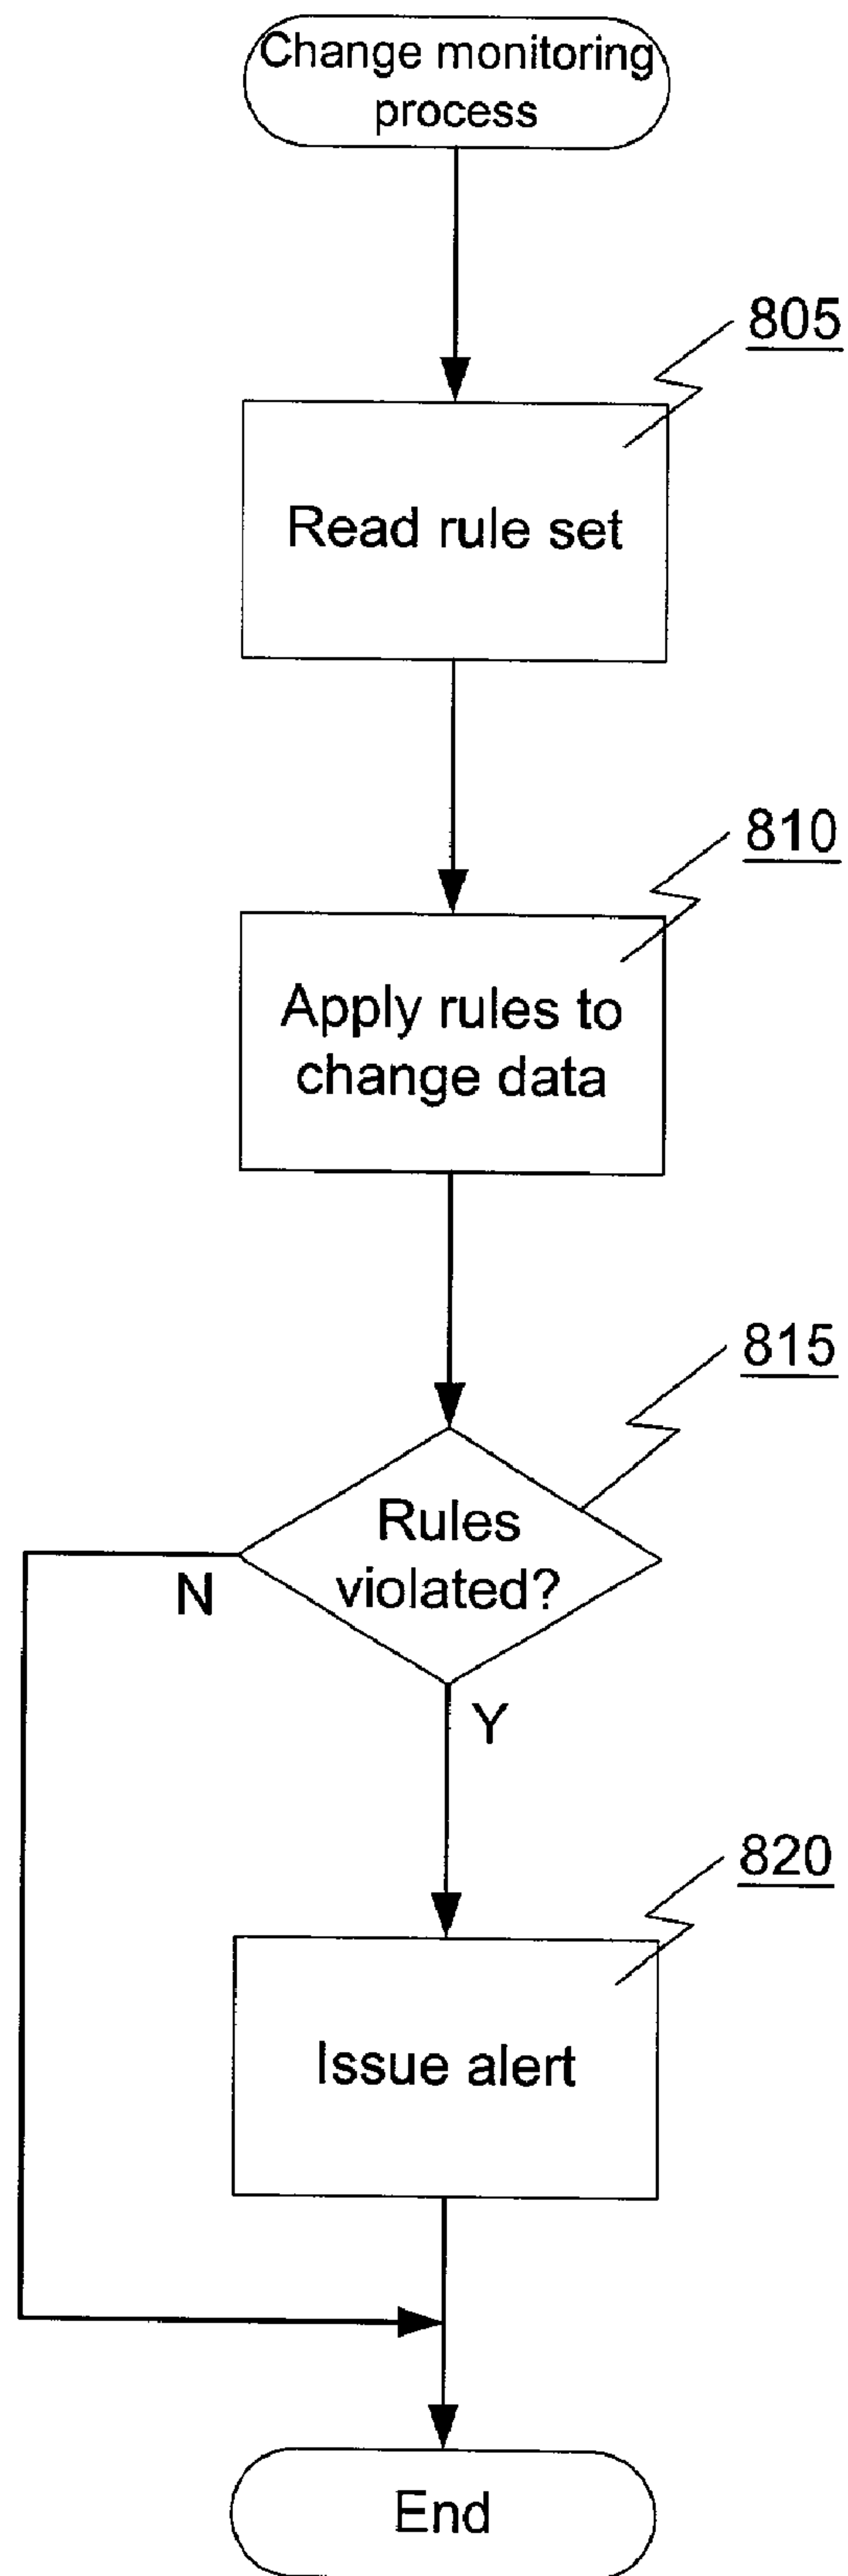 Change monitoring
process
805
Read rule set
810
Apply rules to
change data
815
Rules
violated?
N
Y
820
Issue alert
End